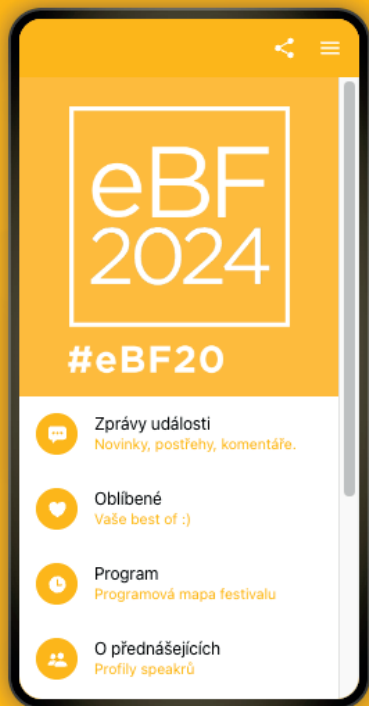 eBF
2024
#eBF20
Zprávy události
Novinky, postřehy, komentáře.
Oblíbené
Vaše best of :)
Program
Programová mapa festivalu
O přednášejících
Profily speakrů